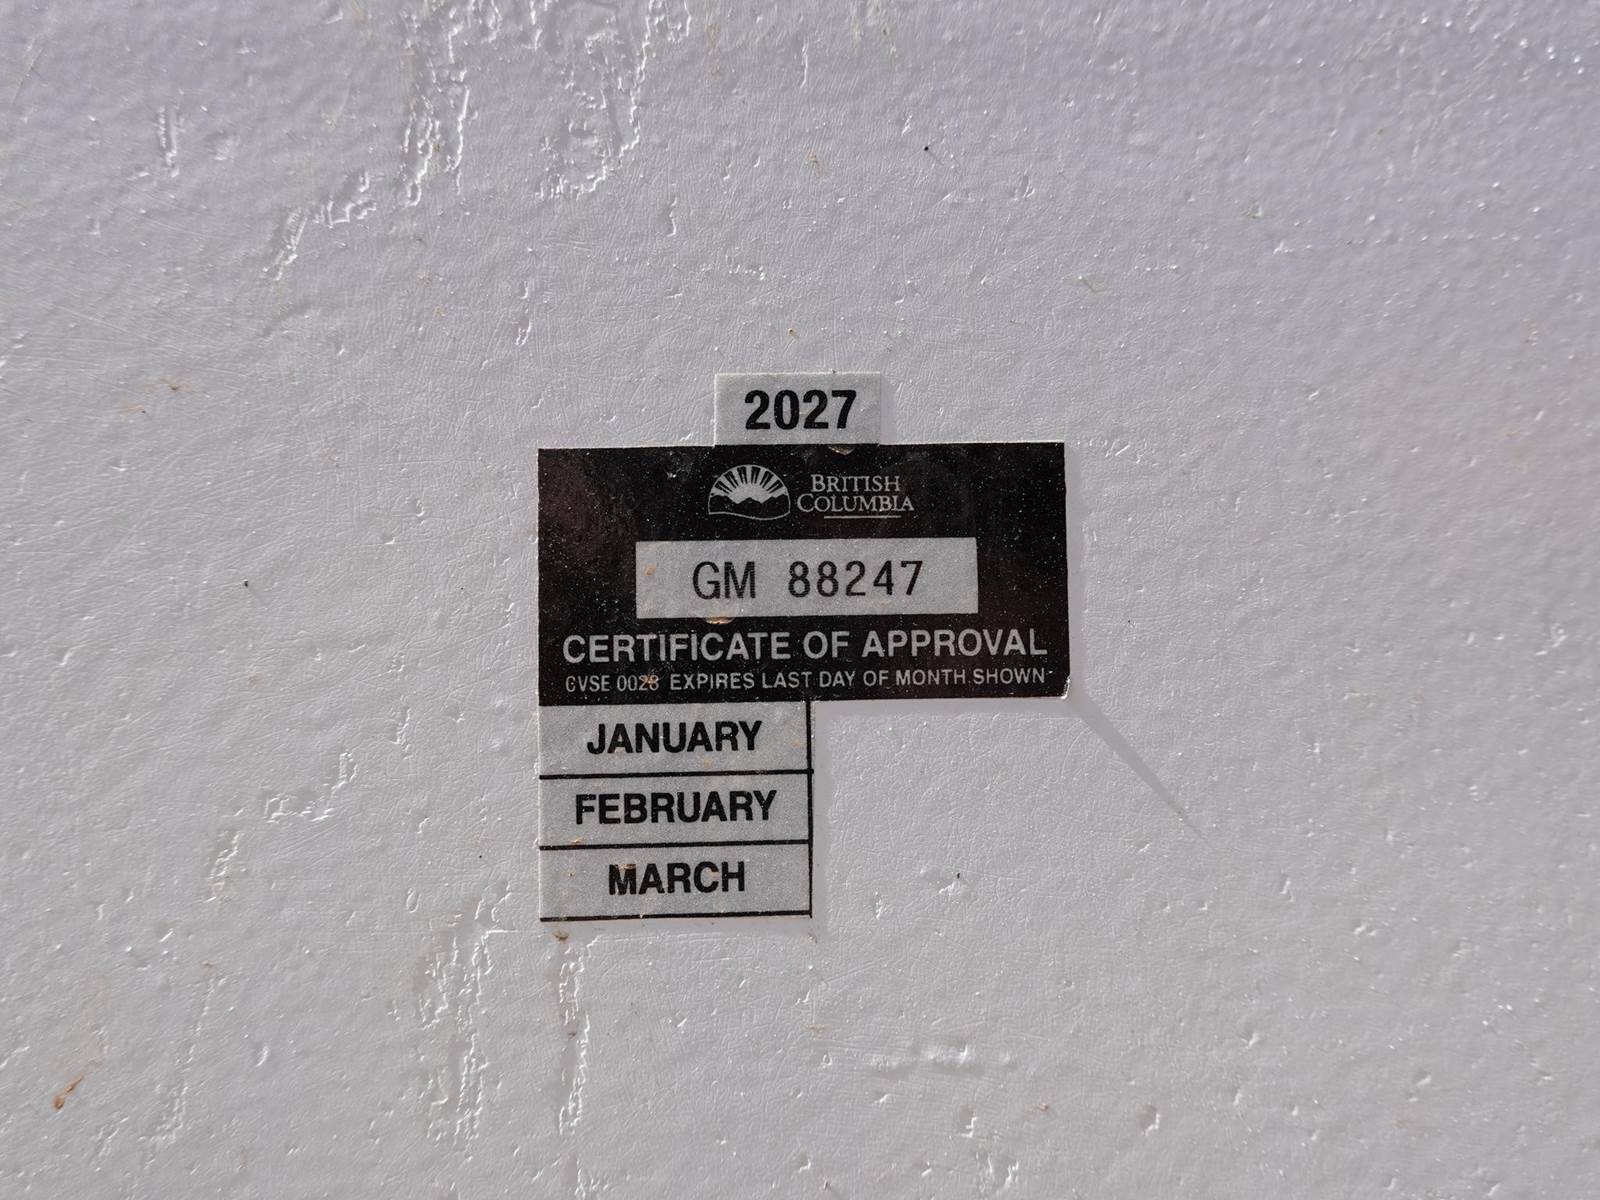 2027
BRITISH
COLUMBIA
GM 88247
CERTIFICATE OF APPROVAL
CVSE 0028 EXPIRES LAST DAY OF MONTH SHOWN
JANUARY
FEBRUARY
MARCH